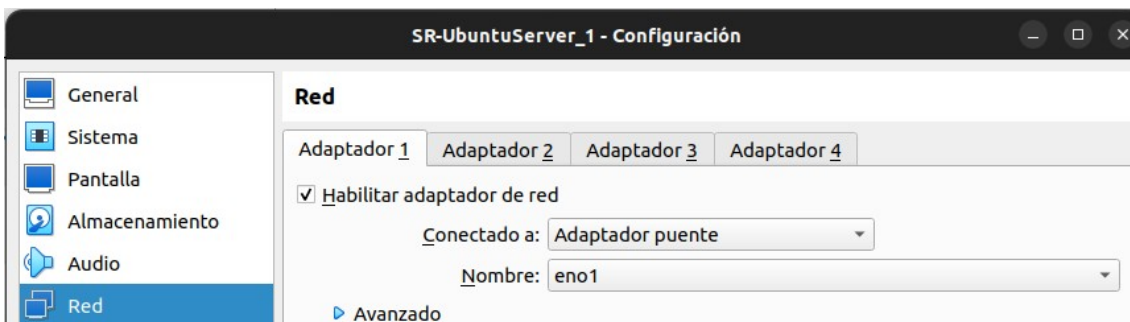 SR-UbuntuServer_1 - Configuración
General
Sistema
Pantalla
Almacenamiento
Audio
Red
Red
Adaptador 1 Adaptador 2 Adaptador 3 Adaptador 4
Habilitar adaptador de red
Conectado a: Adaptador puente
Nombre: eno1
Avanzado